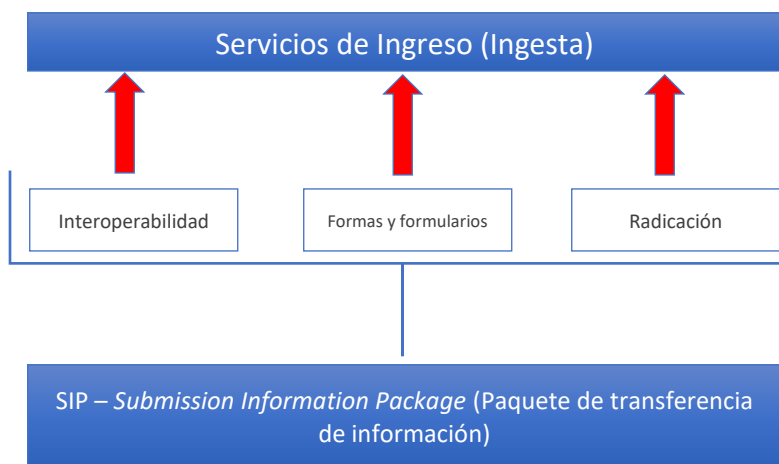 Servicios de Ingreso (Ingesta)
Interoperabilidad
Formas y formularios
Radicación
SIP – Submission Information Package (Paquete de transferencia
de información)